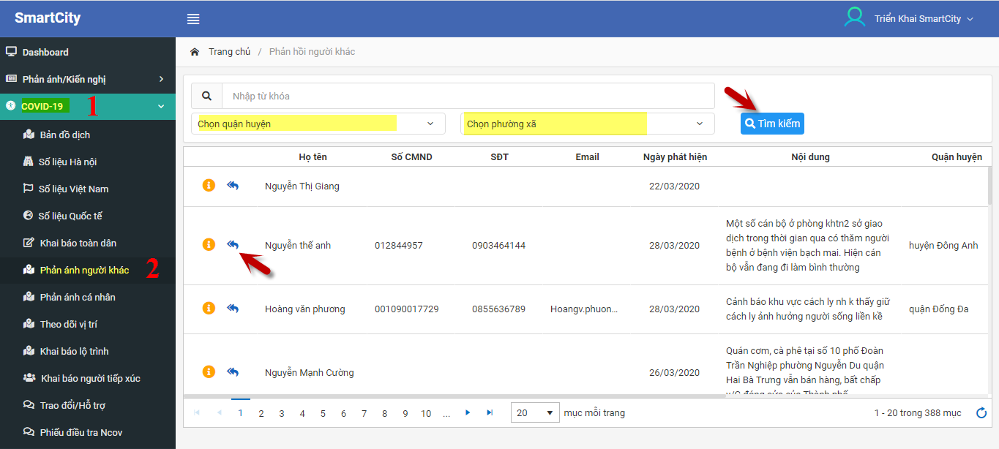 SmartCity
Triển Khai SmartCity
Dashboard
Phản ánh/Kiến nghị
COVID-19 1
Bản đồ dịch
Số liệu Hà nội
Số liệu Việt Nam
Số liệu Quốc tế
Khai báo toàn dân
Phản ánh người khác 2
Phản ánh cá nhân
Theo dõi vị trí
Khai báo lộ trình
Khai báo người tiếp xúc
Trao đổi/Hỗ trợ
Phiếu điều tra Ncov
Trang chủ / Phản hồi người khác
Nhập từ khóa
Chọn quận huyện Chọn phường xã Tìm kiếm
Họ tên Số CMND SĐT Email Ngày phát hiện Nội dung Quận huyện
Nguyễn Thị Giang 22/03/2020
Nguyễn thế anh 012844957 0903464144 28/03/2020
Một số cán bộ ở phòng khtn2 sở giao
dịch trong thời gian qua có thăm người
bệnh ở bệnh viện bạch mai. Hiện cán
bộ vẫn đang đi làm bình thường
huyện Đông Anh
Hoàng văn phương 001090017729 0855636789 Hoangv.phuon... 28/03/2020
Cảnh báo khu vực cách ly nh k thấy giữ
cách ly ảnh hưởng người sống liền kề
quận Đống Đa
Nguyễn Mạnh Cường 26/03/2020
Quán cơm, cà phê tại số 10 phố Đoàn
Trần Nghiệp phường Nguyễn Du quận
Hai Bà Trưng vẫn bán hàng, bất chấp
1 2 3 4 5 6 7 8 9 10 ... 20 mục mỗi trang 1 - 20 trong 388 mục